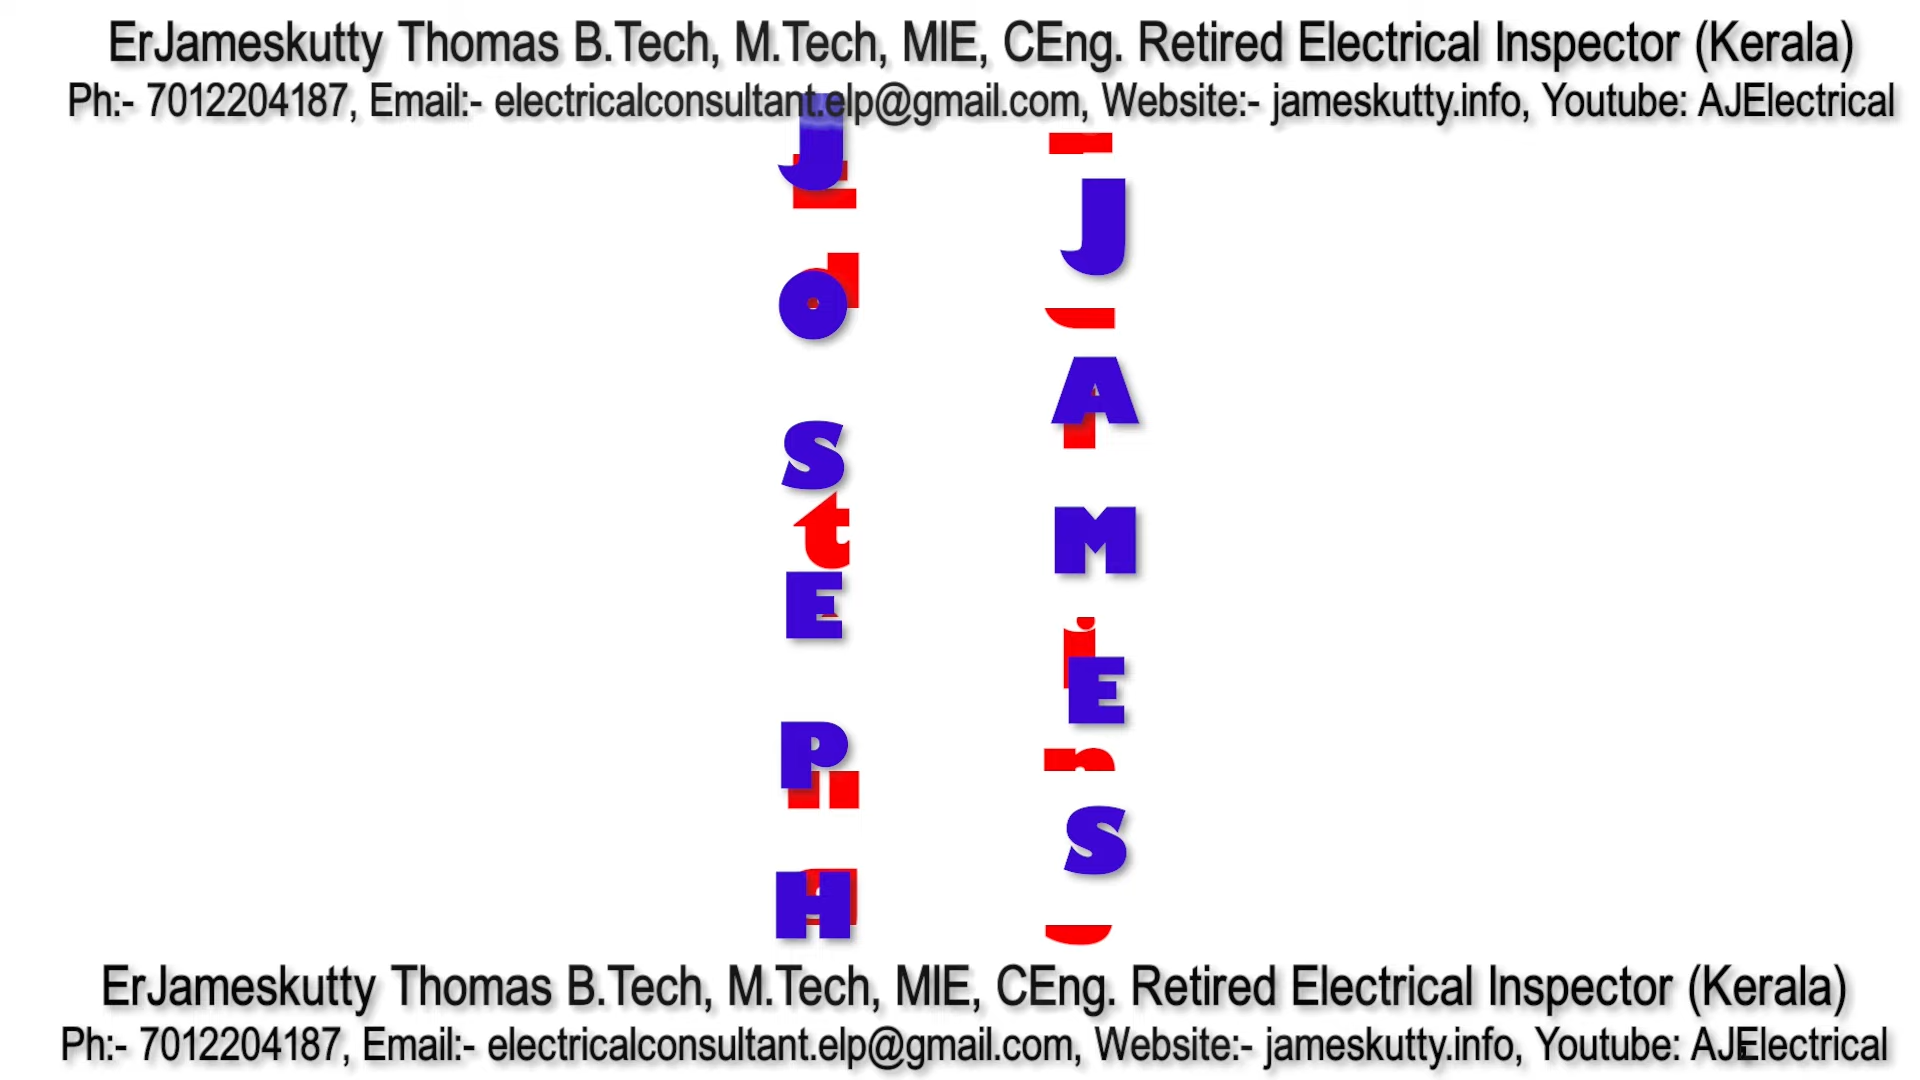 ErJameskutty Thomas B.Tech, M.Tech, MIE, CEng. Retired Electrical Inspector (Kerala)
Ph:- 7012204187, Email:- electricalconsultant.elp@gmail.com, Website:- jameskutty.info, Youtube: AJElectrical
JOSEPH
JAMES
ErJameskutty Thomas B.Tech, M.Tech, MIE, CEng. Retired Electrical Inspector (Kerala)
Ph:- 7012204187, Email:- electricalconsultant.elp@gmail.com, Website:- jameskutty.info, Youtube: AJElectrical